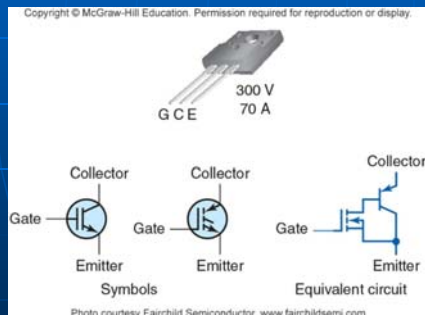 Copyright © McGraw-Hill Education. Permission required for reproduction or display.
300 V
G C E 70 A
Collector Collector Collector
Gate Gate Gate
Emitter Emitter Emitter
Symbols Equivalent circuit
Photo courtesy Fairchild Semiconductor, www.fairchildsemi.com